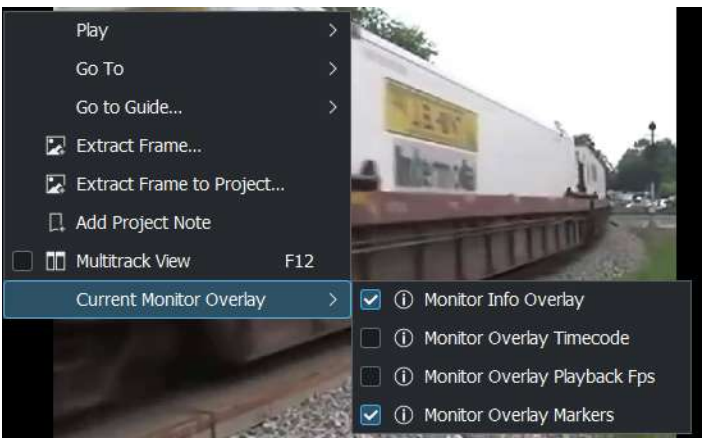 Play
Go To
Go to Guide...
Extract Frame...
Extract Frame to Project...
Add Project Note
Multitrack View F12
Current Monitor Overlay
Monitor Info Overlay
Monitor Overlay Timecode
Monitor Overlay Playback Fps
Monitor Overlay Markers